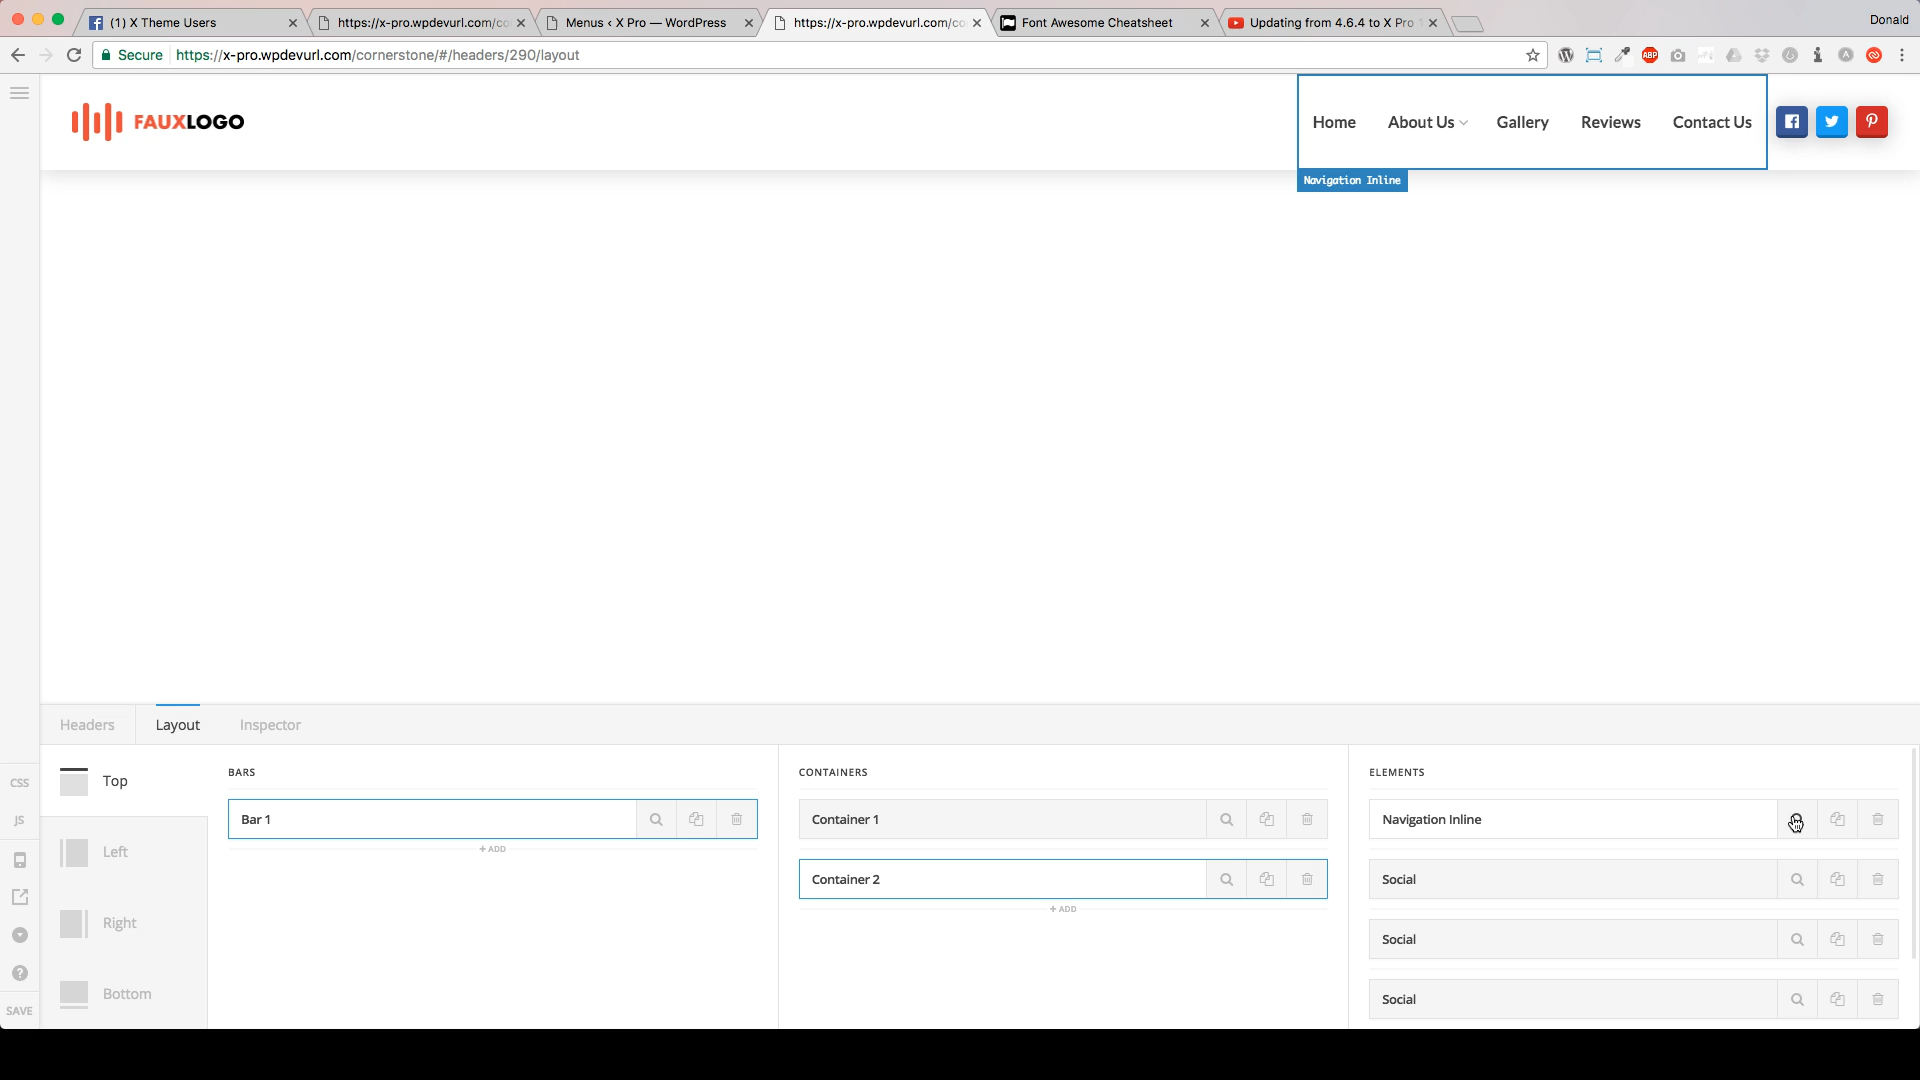 (1) X Theme Users
https://x-pro.wpdevurl.com/co
Menus ‹ X Pro — WordPress
https://x-pro.wpdevurl.com/co
Font Awesome Cheatsheet
Updating from 4.6.4 to X Pro
Donald
Secure https://x-pro.wpdevurl.com/cornerstone/#/headers/290/layout
ABP
FAUXLOGO
Home
About Us
Gallery
Reviews
Contact Us
Navigation Inline
Headers
Layout
Inspector
CSS
JS
SAVE
Top
Left
Right
Bottom
BARS
Bar 1
+ ADD
CONTAINERS
Container 1
Container 2
+ ADD
ELEMENTS
Navigation Inline
Social
Social
Social